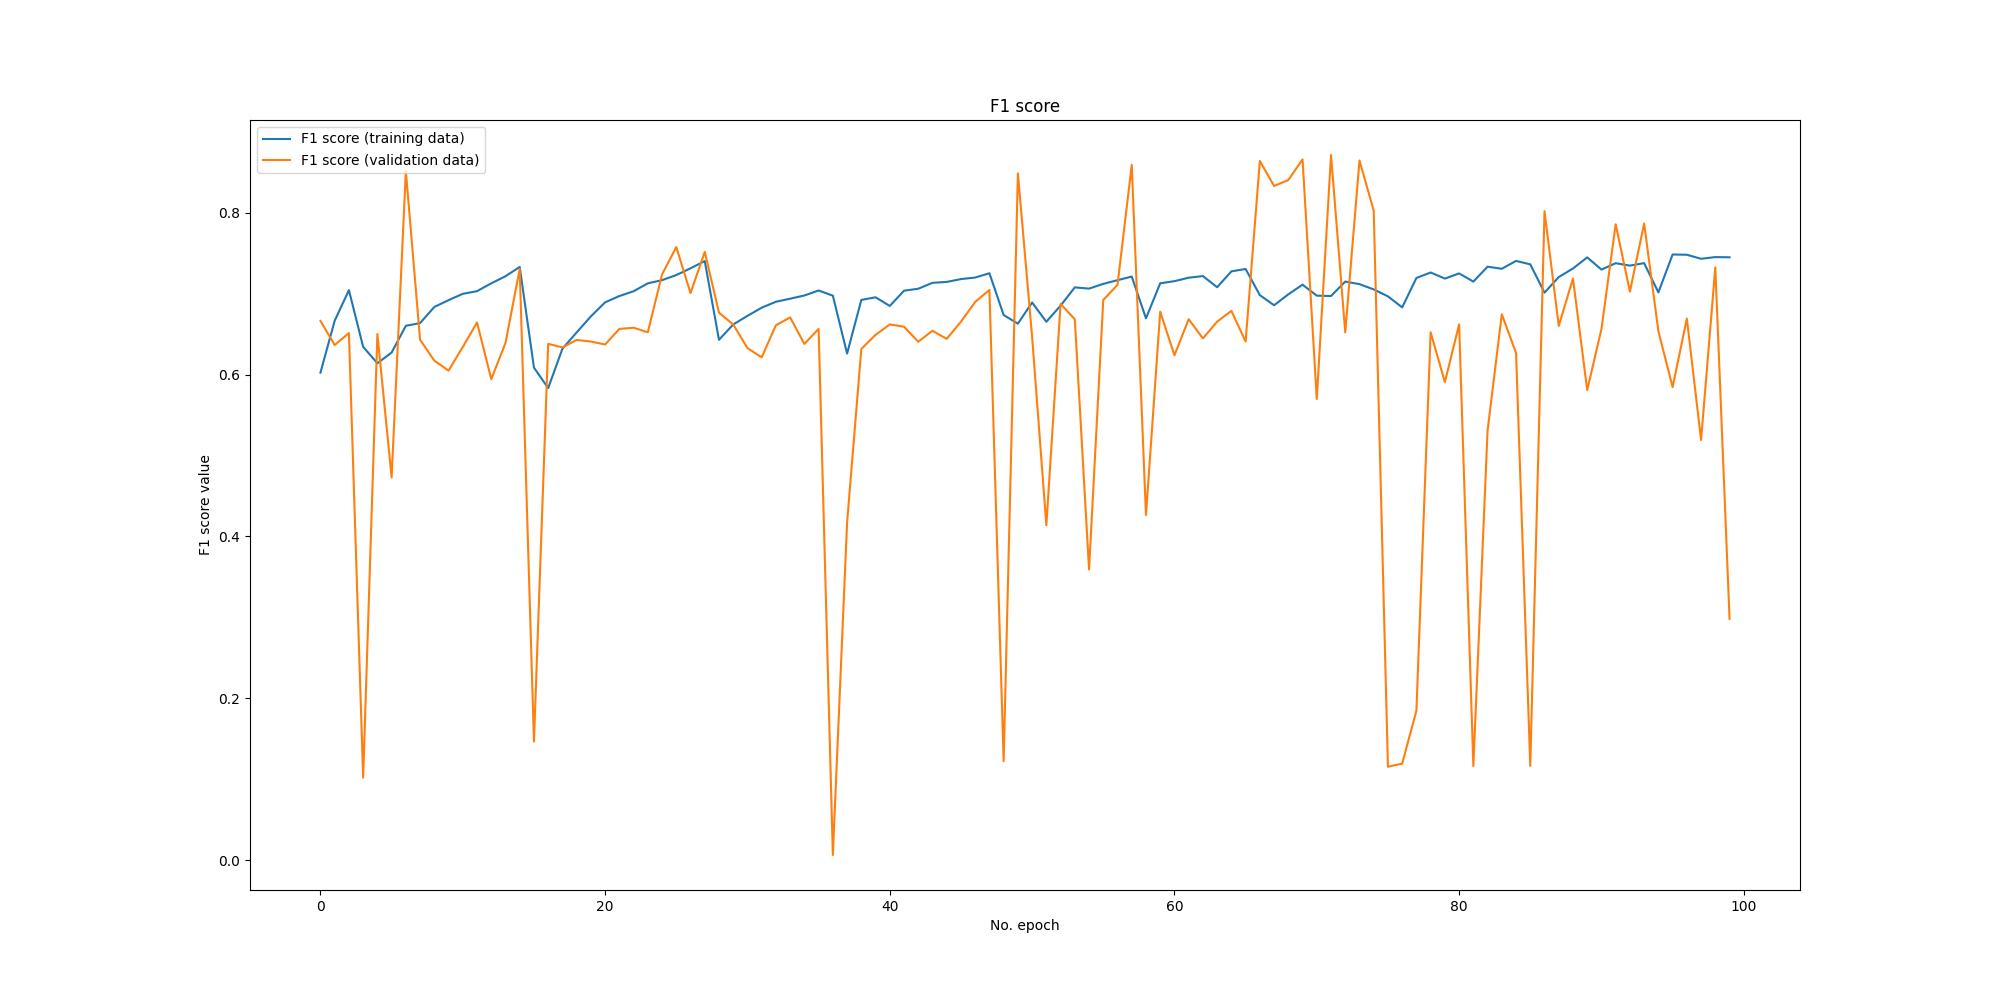 F1 score
F1 score (training data)
F1 score (validation data)
F1 score value
0.8
0.6
0.4
0.2
0.0
0 20 40 60 80 100
No. epoch